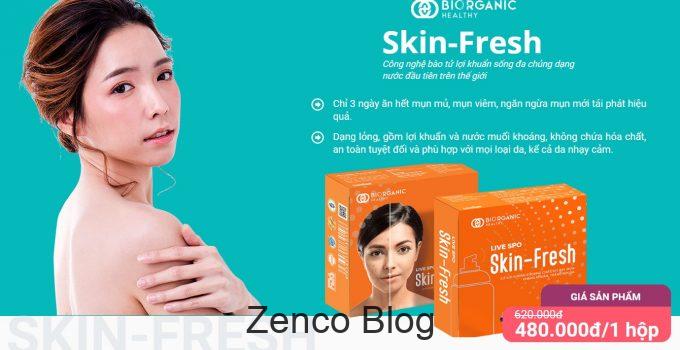 BIORGANIC
HEALTHY
Skin-Fresh
Công nghệ bào tử lợi khuẩn sống đa chủng dạng
nước đầu tiên trên thế giới
Chỉ 3 ngày ăn hết mụn mủ, mụn viêm, ngăn ngừa mụn mới tái phát hiệu
quả.
Dạng lỏng, gồm lợi khuẩn và nước muối khoáng, không chứa hóa chất,
an toàn tuyệt đối và phù hợp với mọi loại da, kể cả da nhạy cảm.
BIORGANIC
HEALTHY
LIVE SPO
Skin-Fresh
BIORGANIC
HEALTHY
LIVE SPO
Skin-Fresh
GIÁ SẢN PHẨM
620.000đ
480.000đ/1 hộp
SKIN-FRESH
Zenco Blog